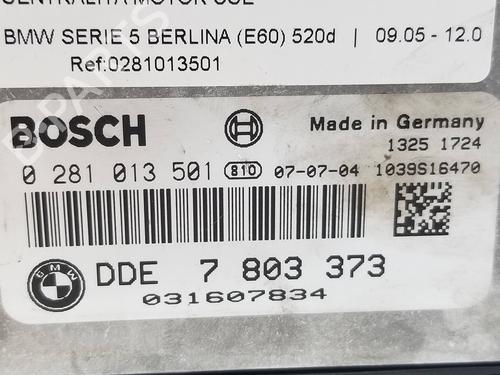 BMW SERIE 5 BERLINA (E60) 520d | 09.05 - 12.0
Ref:0281013501
BOSCH
Made in Germany
1325 1724
0 281 013 501 810 07-07-04 1039S16470
BMW
DDE 7 803 373
031607834